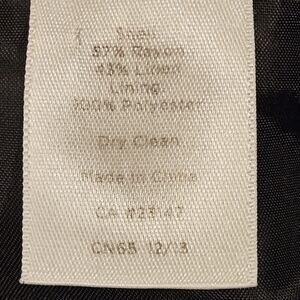 Shell
57% Rayon
43% Linen
Lining
100% Polyester
Dry Clean
Made in China
CA #23147
CN65 12/13